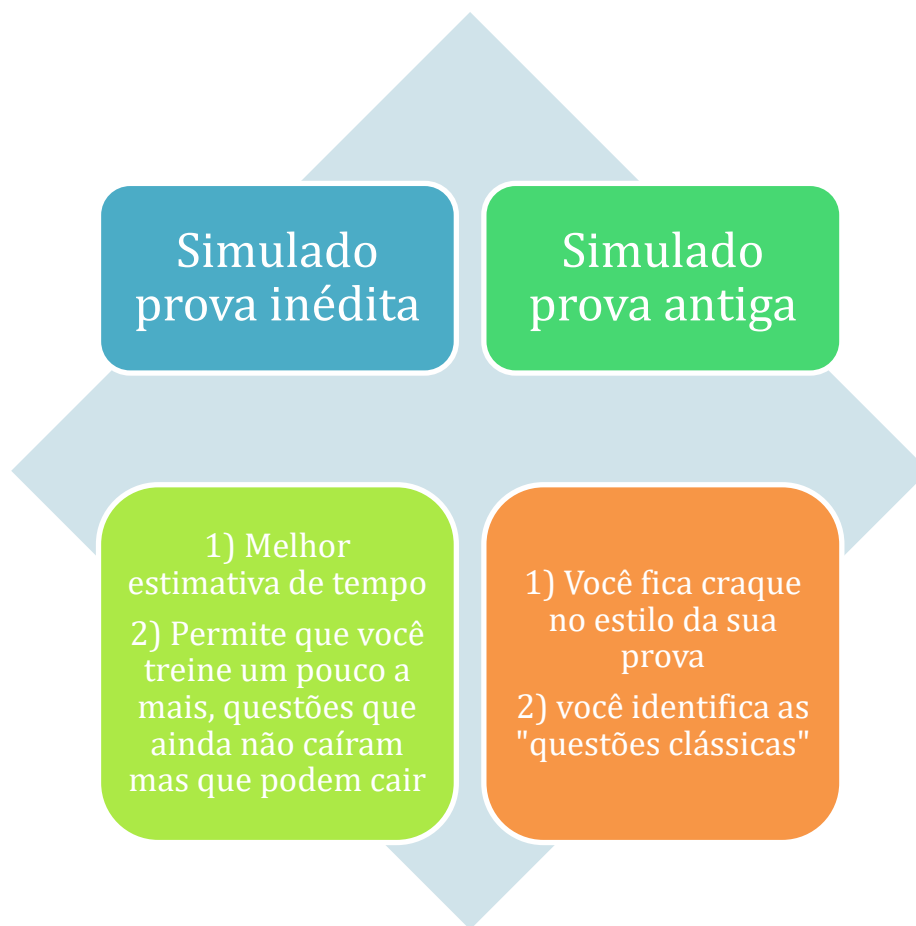 Simulado
prova inédita
Simulado
prova antiga
1) Melhor
estimativa de tempo
2) Permite que você
treine um pouco a
mais, questões que
ainda não caíram
mas que podem cair
1) Você fica craque
no estilo da sua
prova
2) você identifica as
"questões clássicas"